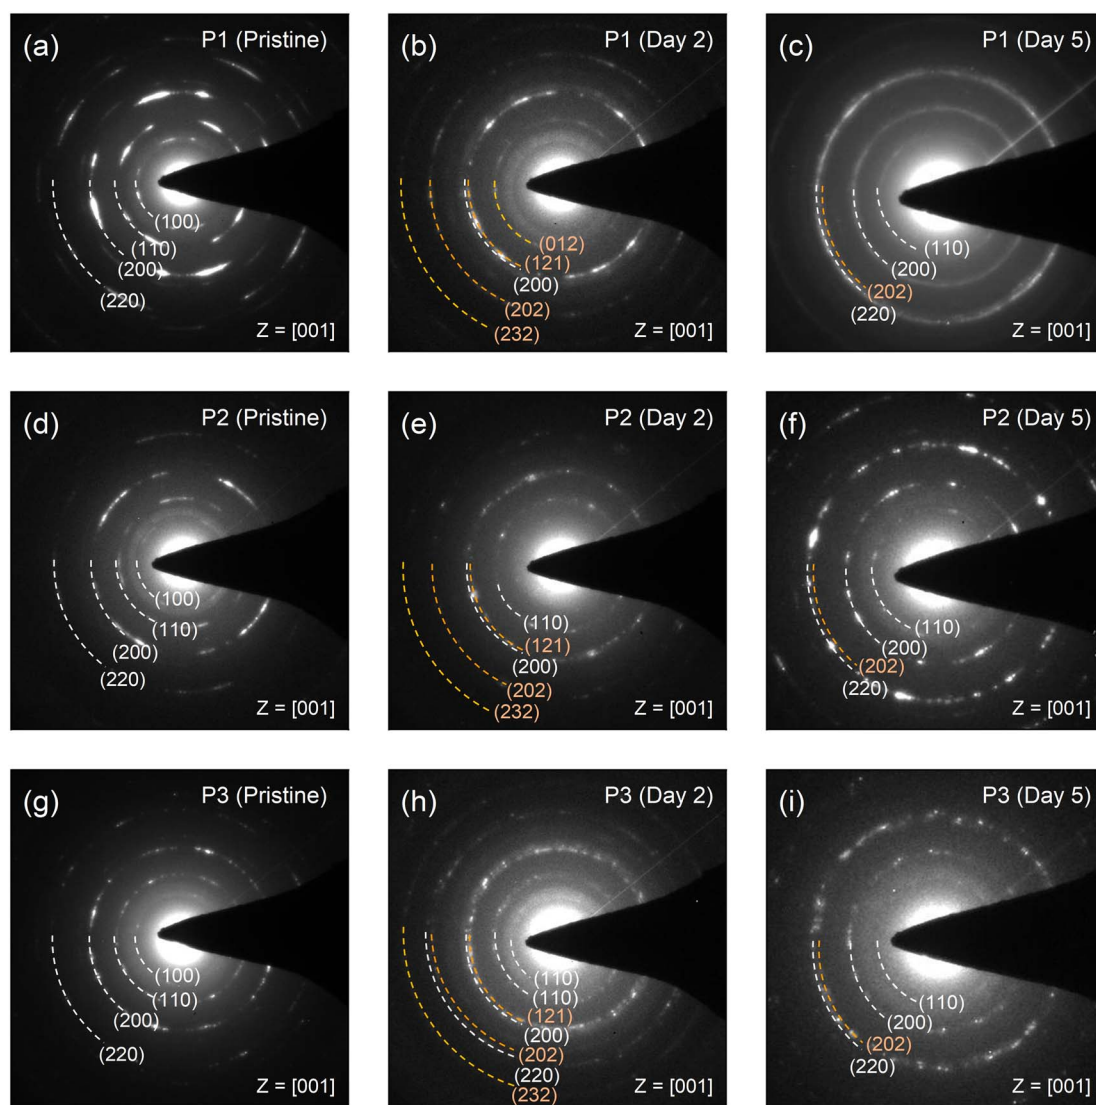 (a) P1 (Pristine)
(100)
(110)
(200)
(220)
Z = [001]
(b) P1 (Day 2)
(012)
(121)
(200)
(202)
(232)
Z = [001]
(c) P1 (Day 5)
(110)
(200)
(202)
(220)
Z = [001]
(d) P2 (Pristine)
(100)
(110)
(200)
(220)
Z = [001]
(e) P2 (Day 2)
(110)
(121)
(200)
(202)
(232)
Z = [001]
(f) P2 (Day 5)
(110)
(200)
(202)
(220)
Z = [001]
(g) P3 (Pristine)
(100)
(110)
(200)
(220)
Z = [001]
(h) P3 (Day 2)
(110)
(110)
(121)
(200)
(202)
(220)
(232)
Z = [001]
(i) P3 (Day 5)
(110)
(200)
(202)
(220)
Z = [001]